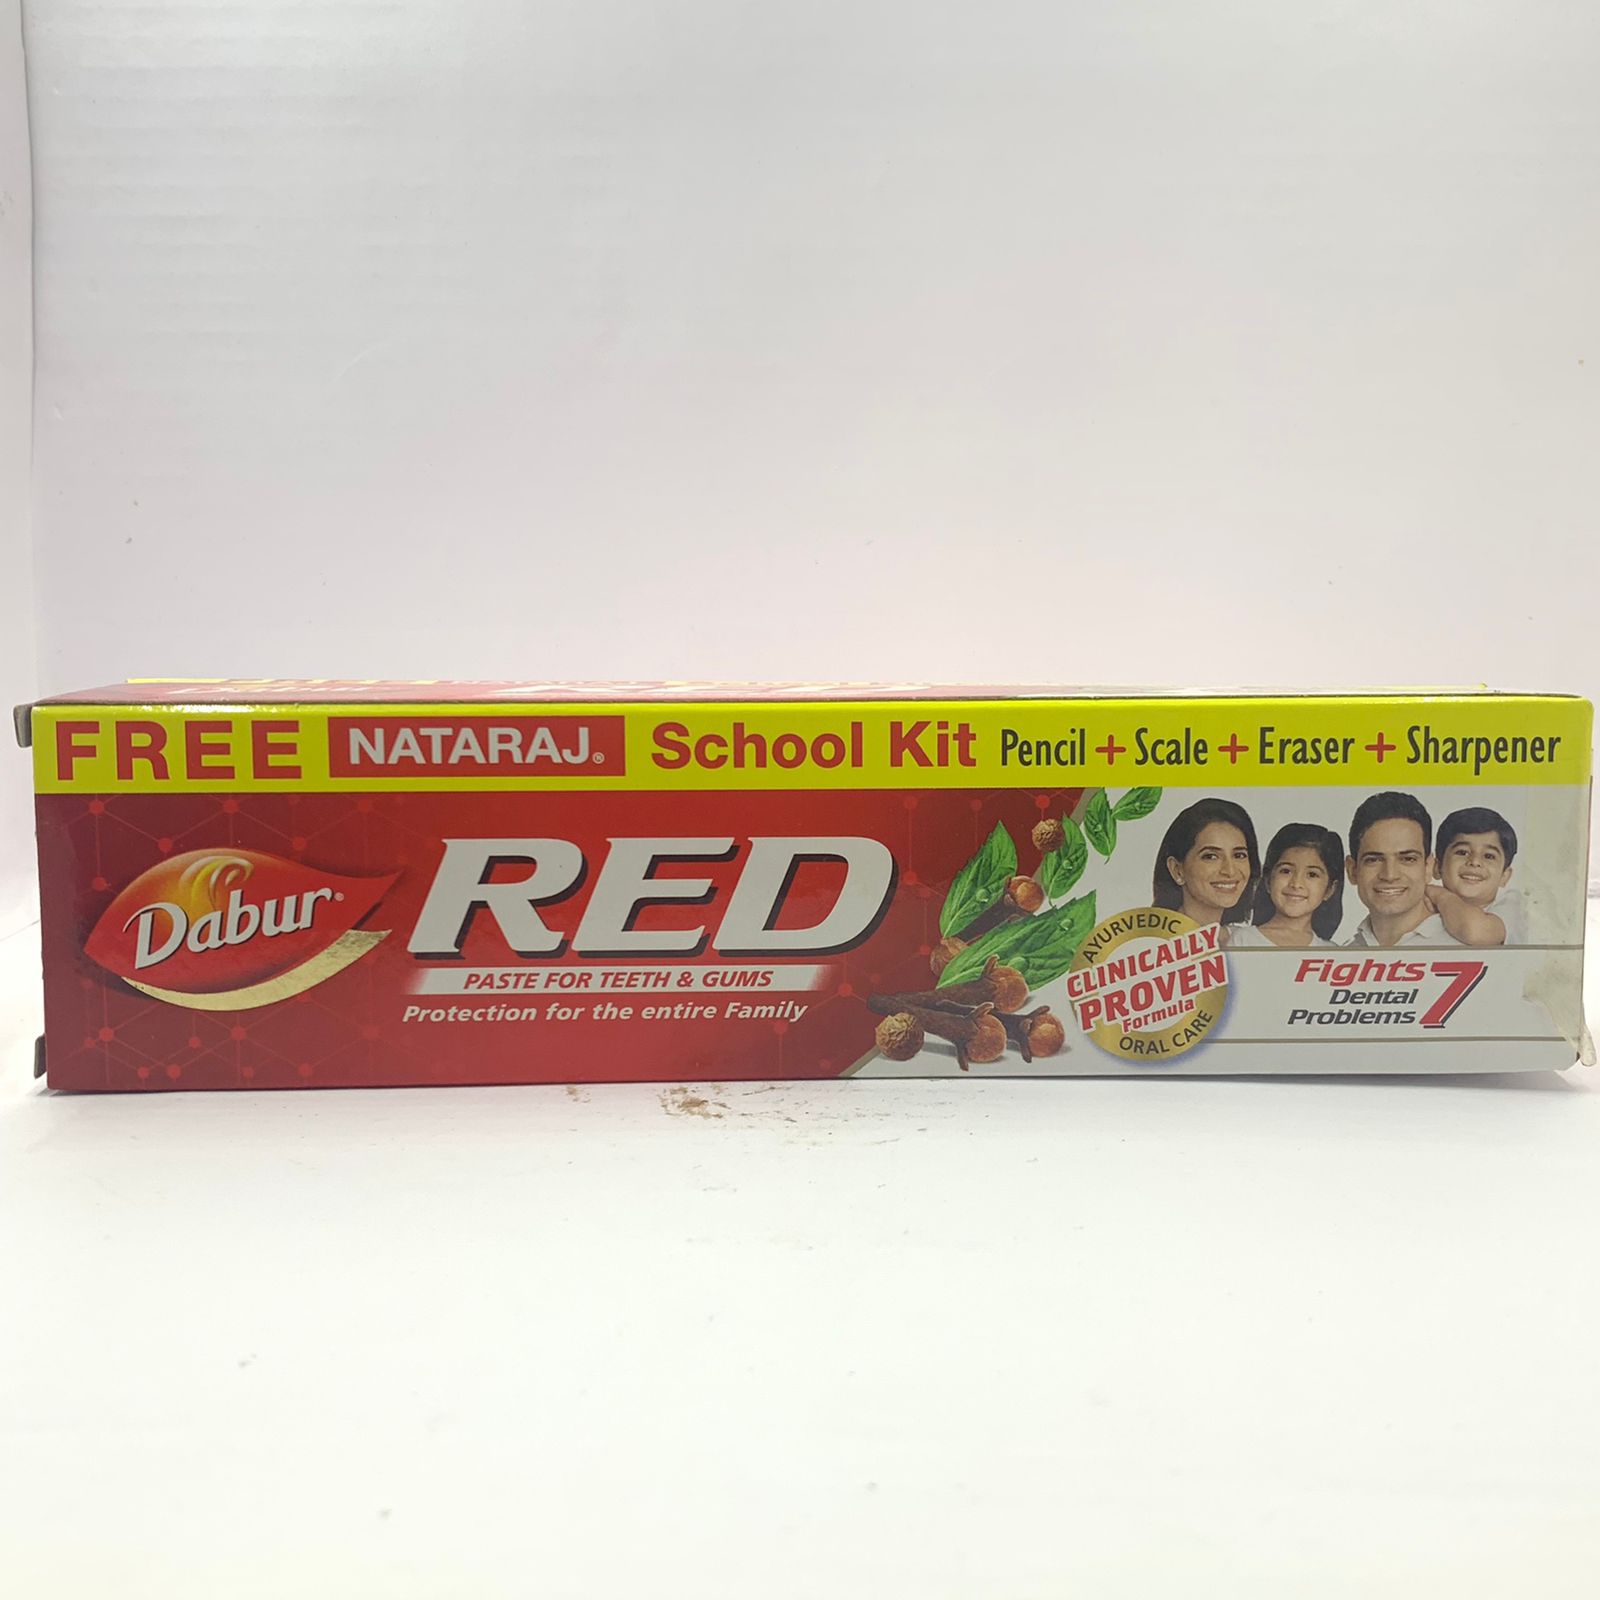 FREE NATARAJ® School Kit Pencil + Scale + Eraser + Sharpener
Dabur®
RED
PASTE FOR TEETH & GUMS
Protection for the entire Family
AYURVEDIC
CLINICALLY
PROVEN
Formula
ORAL CARE
Fights 7
Dental
Problems